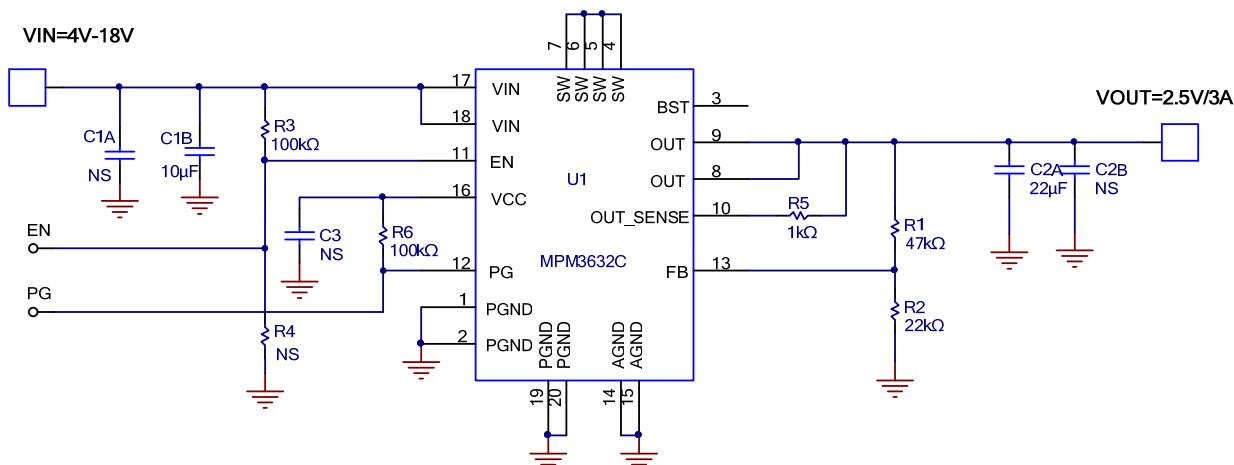 VIN=4V-18V
VOUT=2.5V/3A
7
6
5
4
SW
SW
SW
SW
17
VIN
18
VIN
11
EN
16
VCC
12
PG
1
PGND
2
PGND
3
BST
9
OUT
8
OUT
10
OUT_SENSE
13
FB
U1
MPM3632C
PGND
PGND
AGND
AGND
19
20
14
15
C1A
NS
C1B
10µF
R3
100kΩ
EN
PG
C3
NS
R6
100kΩ
R4
NS
R5
1kΩ
R1
47kΩ
R2
22kΩ
C2A
22µF
C2B
NS